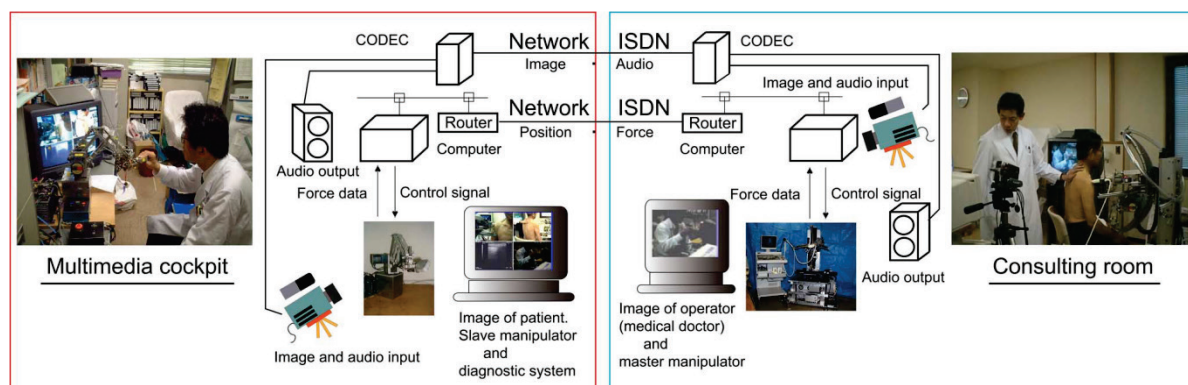 CODEC
Network
Image
ISDN
Audio
CODEC
Image and audio input
Network
Position
ISDN
Force
Router
Computer
Router
Computer
Audio output
Force data
Control signal
Force data
Control signal
Multimedia cockpit
Audio output
Consulting room
Image and audio input
Image of patient.
Slave manipulator
and
diagnostic system
Image of operator
(medical doctor)
and
master manipulator